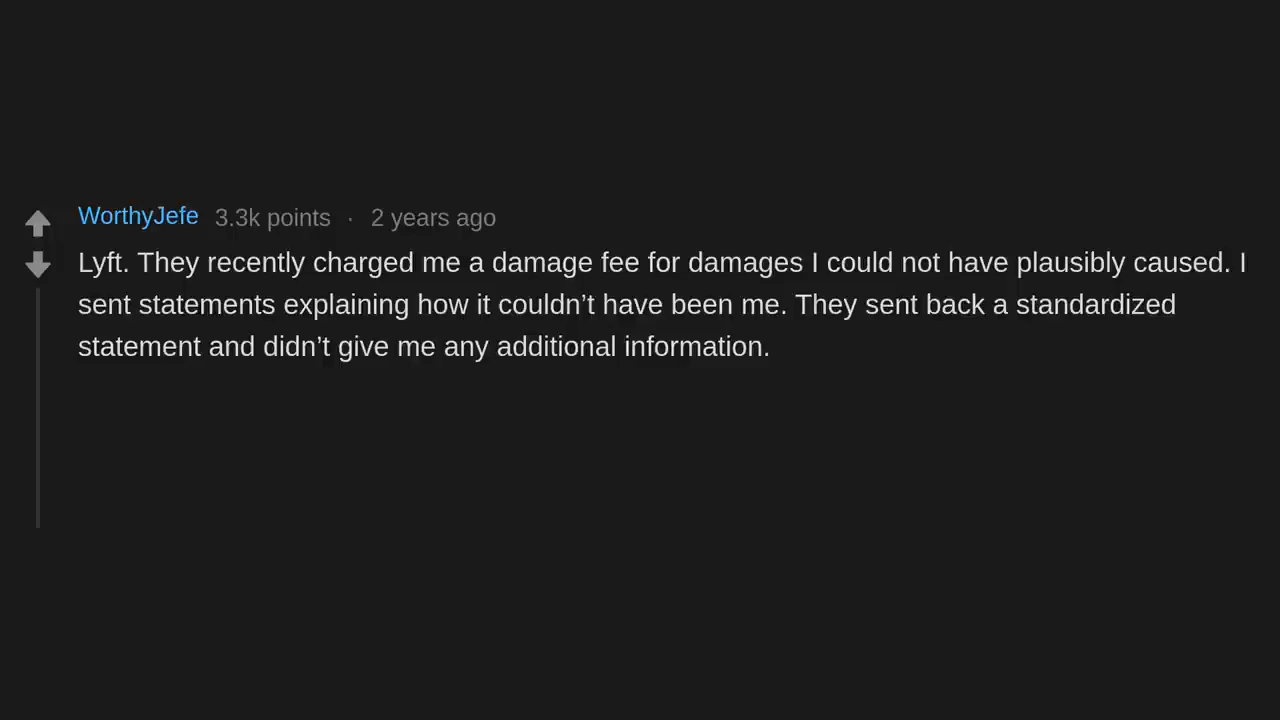 WorthyJefe 3.3k points · 2 years ago
Lyft. They recently charged me a damage fee for damages I could not have plausibly caused. I
sent statements explaining how it couldn’t have been me. They sent back a standardized
statement and didn’t give me any additional information.